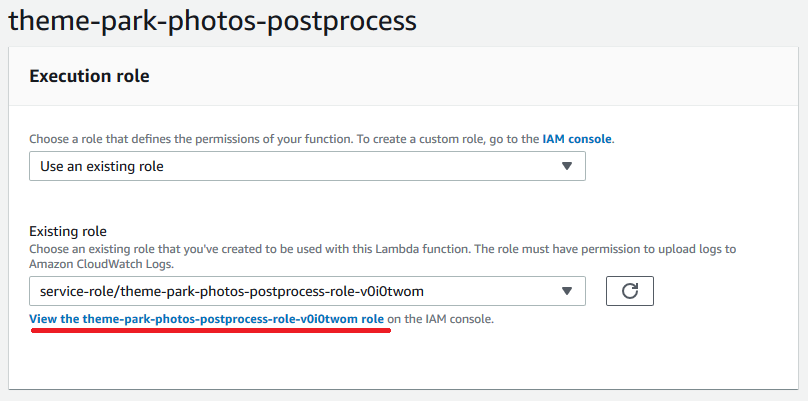 theme-park-photos-postprocess
Execution role
Choose a role that defines the permissions of your function. To create a custom role, go to the IAM console.
Use an existing role
Existing role
Choose an existing role that you've created to be used with this Lambda function. The role must have permission to upload logs to
Amazon CloudWatch Logs.
service-role/theme-park-photos-postprocess-role-v0i0twom
View the theme-park-photos-postprocess-role-v0i0twom role on the IAM console.